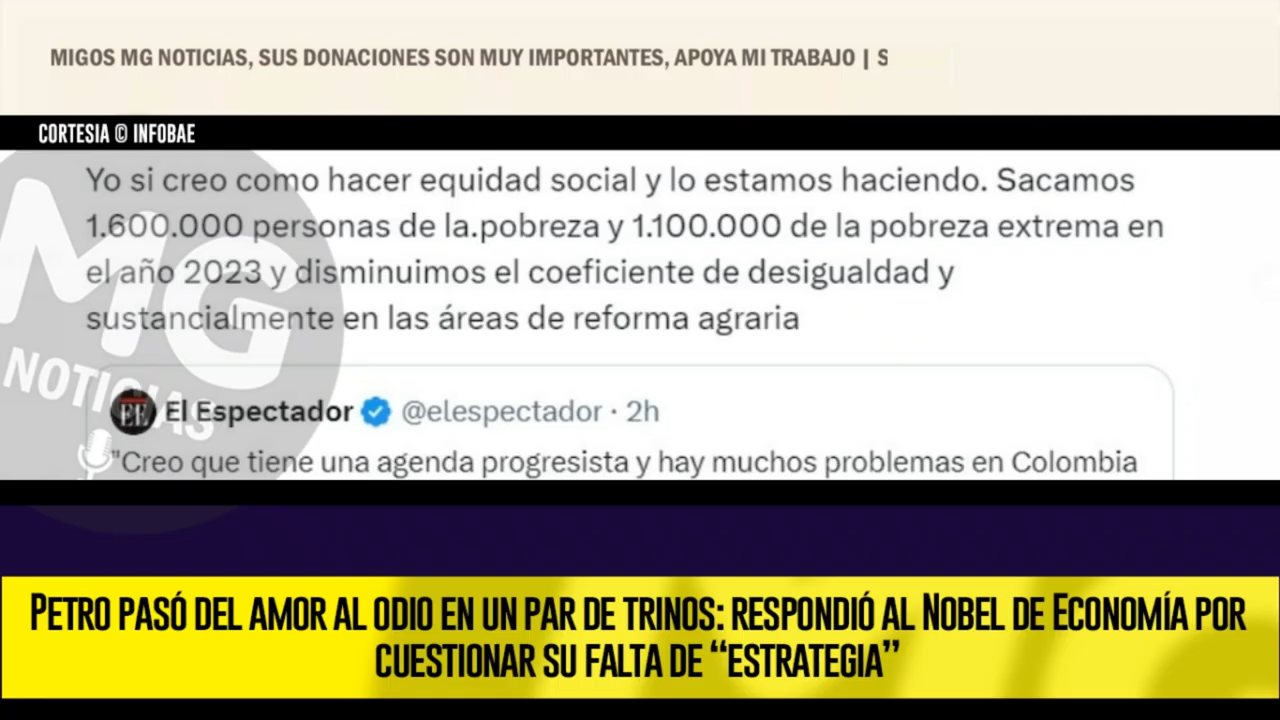 MIGOS MG NOTICIAS, SUS DONACIONES SON MUY IMPORTANTES, APOYA MI TRABAJO | S
CORTESIA © INFOBAE
Yo si creo como hacer equidad social y lo estamos haciendo. Sacamos
1.600.000 personas de la.pobreza y 1.100.000 de la pobreza extrema en
el año 2023 y disminuimos el coeficiente de desigualdad y
sustancialmente en las áreas de reforma agraria
MG
NOTICIAS
EE El Espectador @elespectador · 2h
"Creo que tiene una agenda progresista y hay muchos problemas en Colombia
PETRO PASÓ DEL AMOR AL ODIO EN UN PAR DE TRINOS: RESPONDIÓ AL NOBEL DE ECONOMÍA POR
CUESTIONAR SU FALTA DE “ESTRATEGIA”